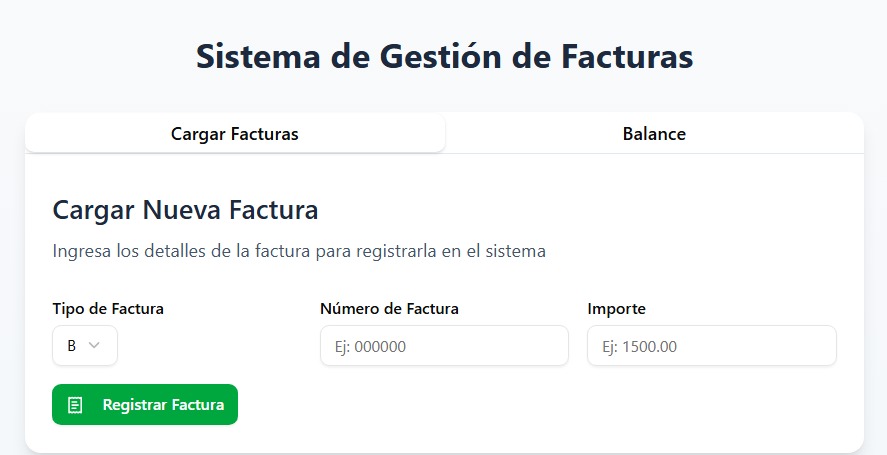 Sistema de Gestión de Facturas
Cargar Facturas
Balance
Cargar Nueva Factura
Ingresa los detalles de la factura para registrarla en el sistema
Tipo de Factura
Número de Factura
Importe
B
Ej: 000000
Ej: 1500.00
Registrar Factura